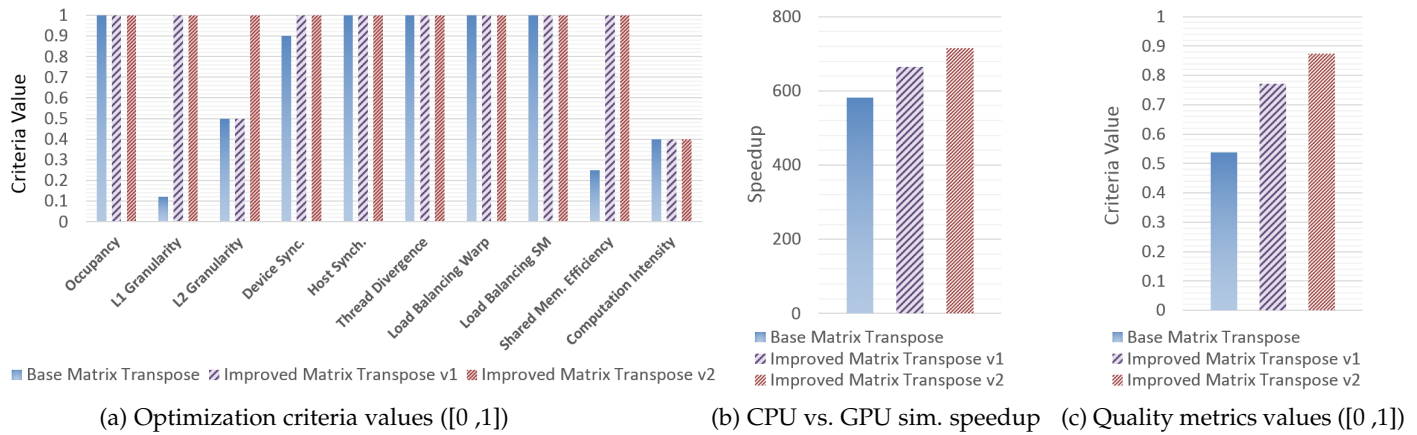 Criteria Value
1
0.9
0.8
0.7
0.6
0.5
0.4
0.3
0.2
0.1
0
Occupancy
L1 Granularity
L2 Granularity
Device Sync.
Host Synch.
Thread Divergence
Load Balancing Warp
Load Balancing SM
Shared Mem. Efficiency
Computation Intensity
Base Matrix Transpose Improved Matrix Transpose v1 Improved Matrix Transpose v2
(a) Optimization criteria values ([0 ,1])
Speedup
800
600
400
200
0
Base Matrix Transpose
Improved Matrix Transpose v1
Improved Matrix Transpose v2
(b) CPU vs. GPU sim. speedup
Criteria Value
1
0.9
0.8
0.7
0.6
0.5
0.4
0.3
0.2
0.1
0
Base Matrix Transpose
Improved Matrix Transpose v1
Improved Matrix Transpose v2
(c) Quality metrics values ([0 ,1])